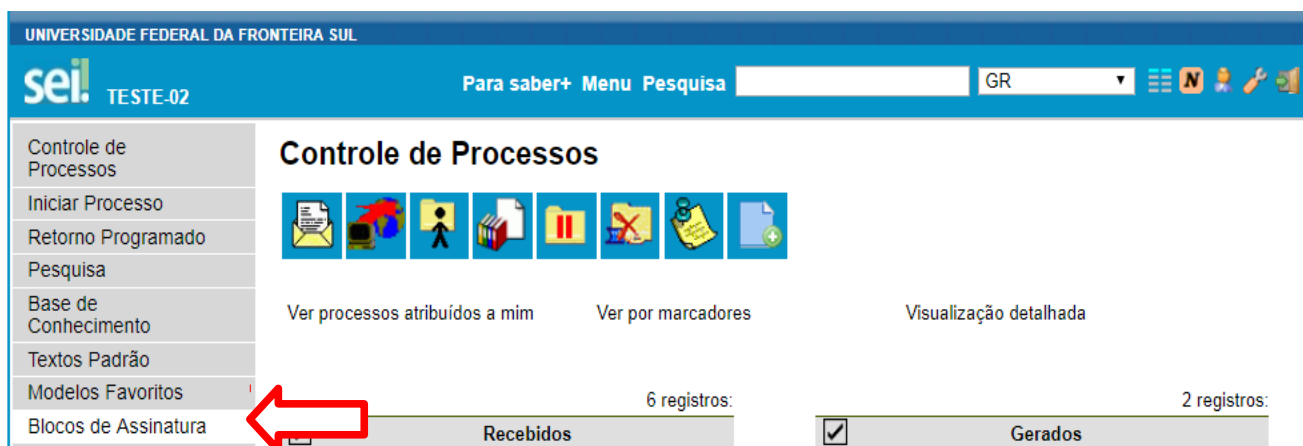 UNIVERSIDADE FEDERAL DA FRONTEIRA SUL
sei! TESTE-02
Para saber+ Menu Pesquisa GR
N
Controle de
Processos
Iniciar Processo
Retorno Programado
Pesquisa
Base de
Conhecimento
Textos Padrão
Modelos Favoritos
Blocos de Assinatura
Controle de Processos
Ver processos atribuídos a mim Ver por marcadores Visualização detalhada
6 registros: 2 registros:
Recebidos Gerados